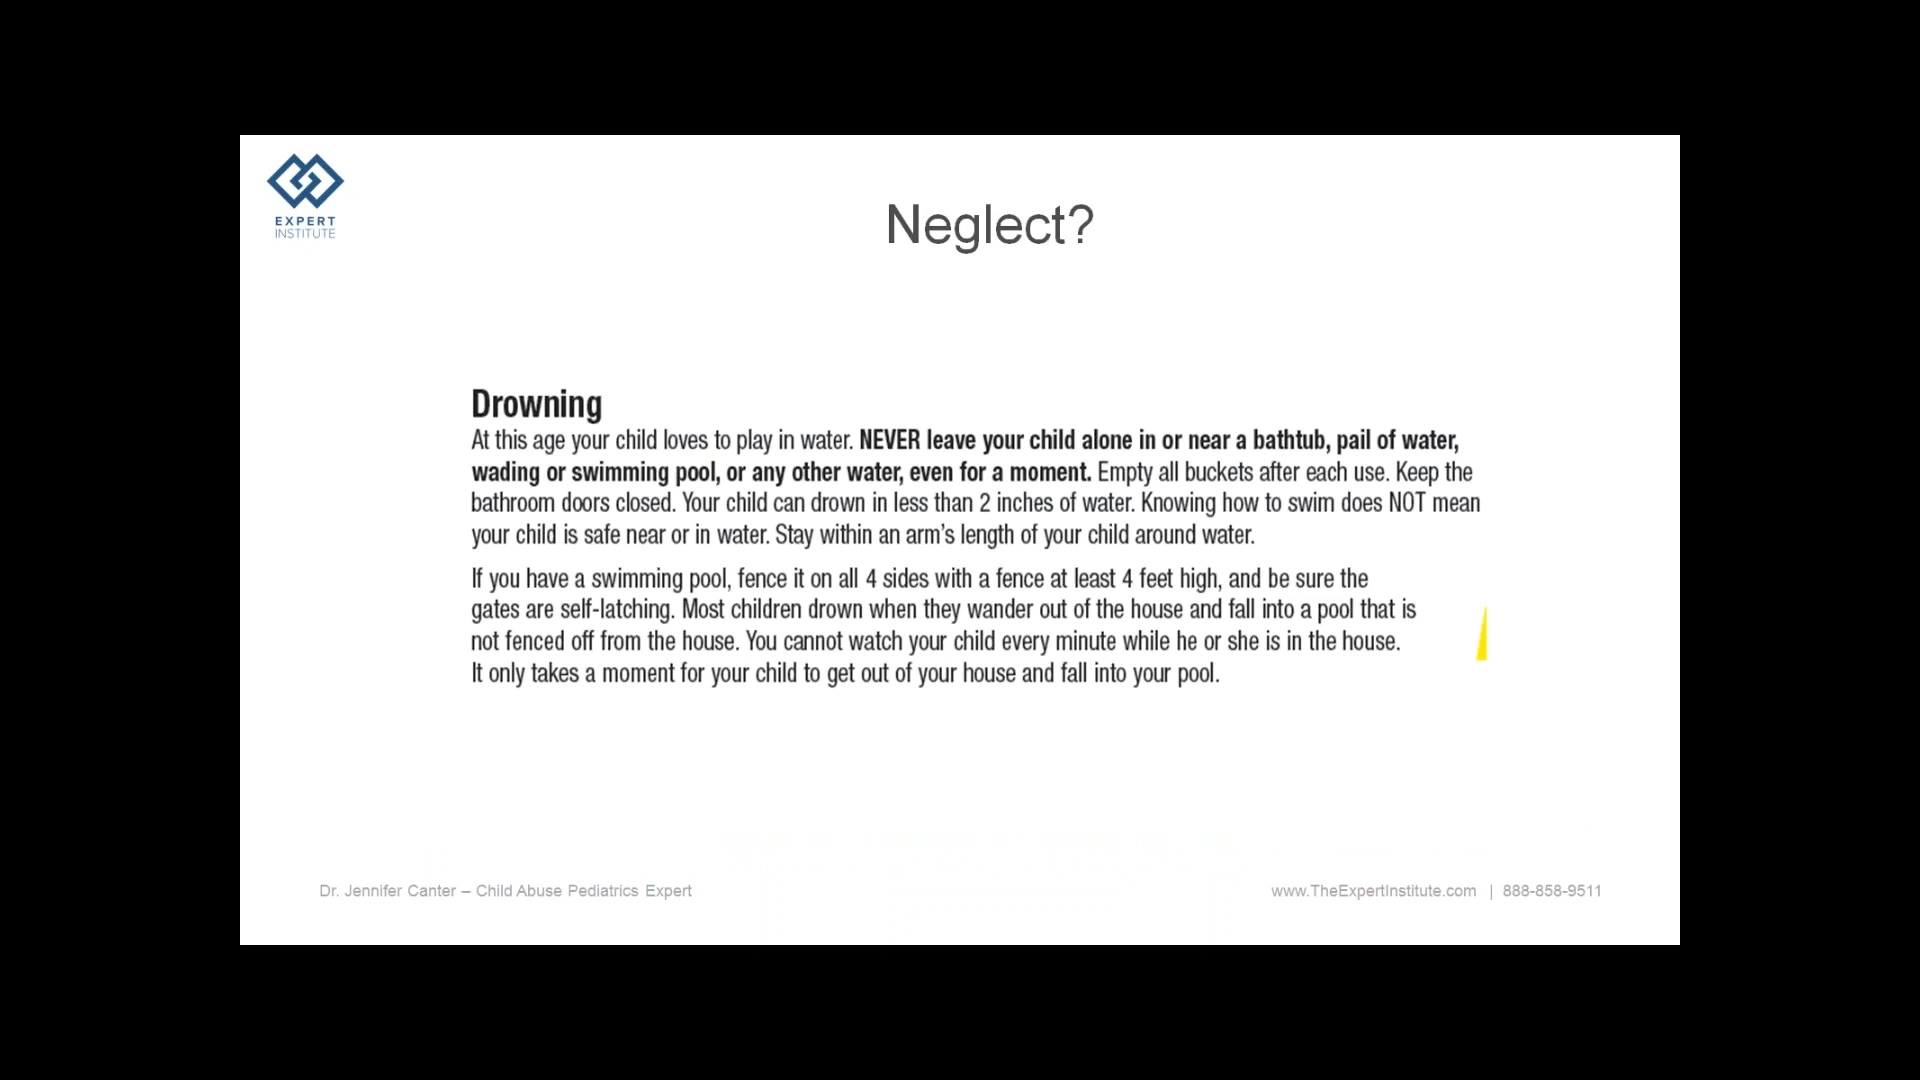 EXPERT
INSTITUTE
Neglect?
Drowning
At this age your child loves to play in water. NEVER leave your child alone in or near a bathtub, pail of water,
wading or swimming pool, or any other water, even for a moment. Empty all buckets after each use. Keep the
bathroom doors closed. Your child can drown in less than 2 inches of water. Knowing how to swim does NOT mean
your child is safe near or in water. Stay within an arm’s length of your child around water.
If you have a swimming pool, fence it on all 4 sides with a fence at least 4 feet high, and be sure the
gates are self-latching. Most children drown when they wander out of the house and fall into a pool that is
not fenced off from the house. You cannot watch your child every minute while he or she is in the house.
It only takes a moment for your child to get out of your house and fall into your pool.
Dr. Jennifer Canter – Child Abuse Pediatrics Expert
www.TheExpertInstitute.com | 888-858-9511